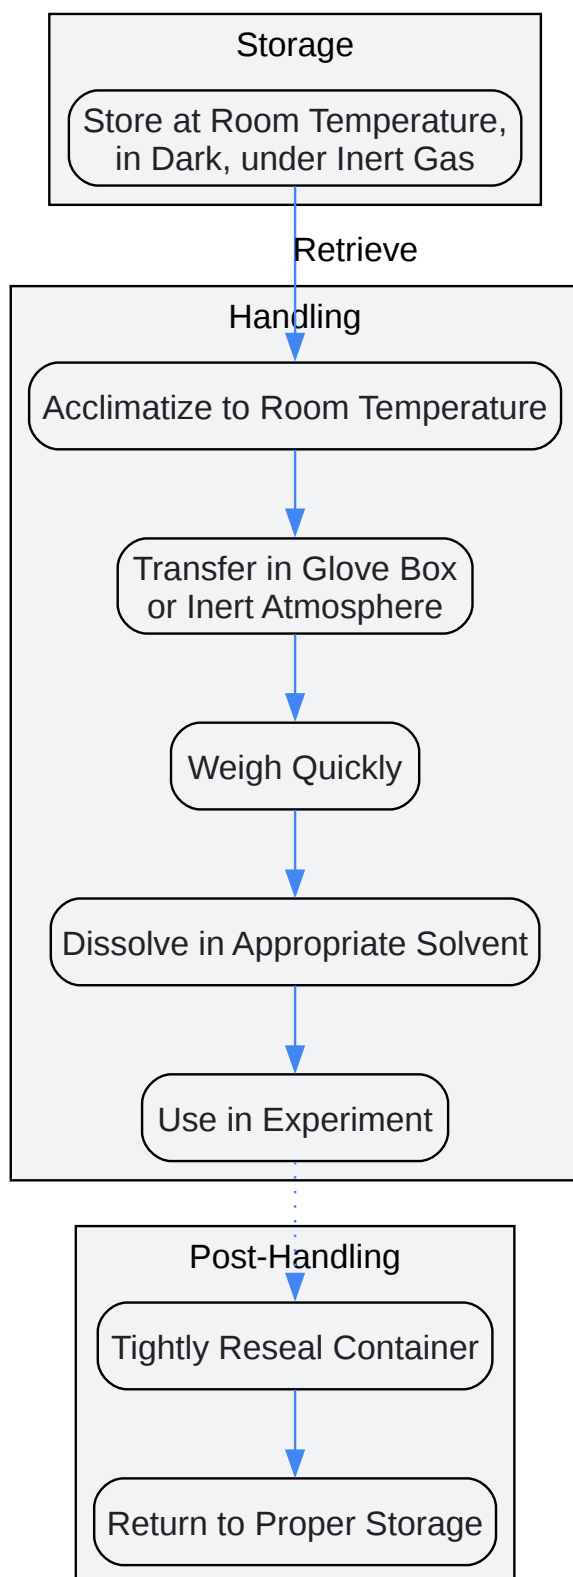 Storage
Store at Room Temperature,
in Dark, under Inert Gas
Retrieve
Handling
Acclimatize to Room Temperature
Transfer in Glove Box
or Inert Atmosphere
Weigh Quickly
Dissolve in Appropriate Solvent
Use in Experiment
Post-Handling
Tightly Reseal Container
Return to Proper Storage